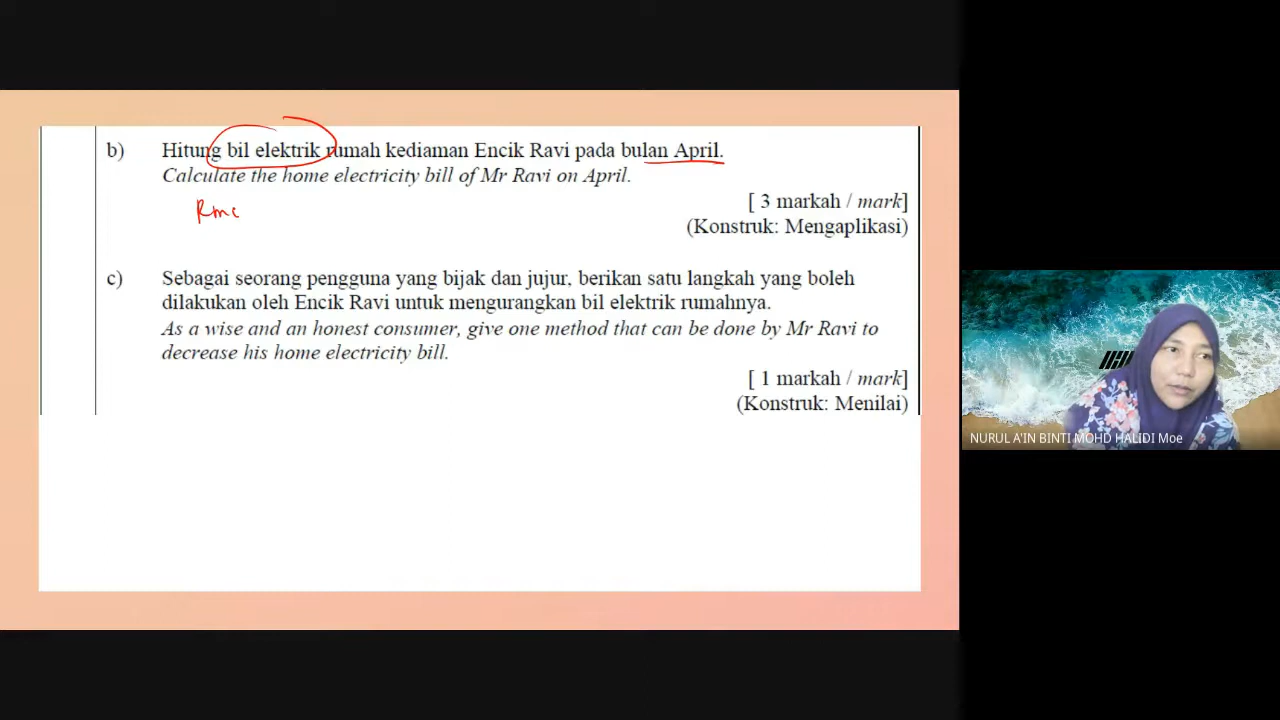 b) Hitung bil elektrik rumah kediaman Encik Ravi pada bulan April.
Calculate the home electricity bill of Mr Ravi on April.
Rmc
[ 3 markah / mark]
(Konstruk: Mengaplikasi)
c) Sebagai seorang pengguna yang bijak dan jujur, berikan satu langkah yang boleh
dilakukan oleh Encik Ravi untuk mengurangkan bil elektrik rumahnya.
As a wise and an honest consumer, give one method that can be done by Mr Ravi to
decrease his home electricity bill.
[ 1 markah / mark]
(Konstruk: Menilai)
NURUL A'IN BINTI MOHD HALIDI Moe